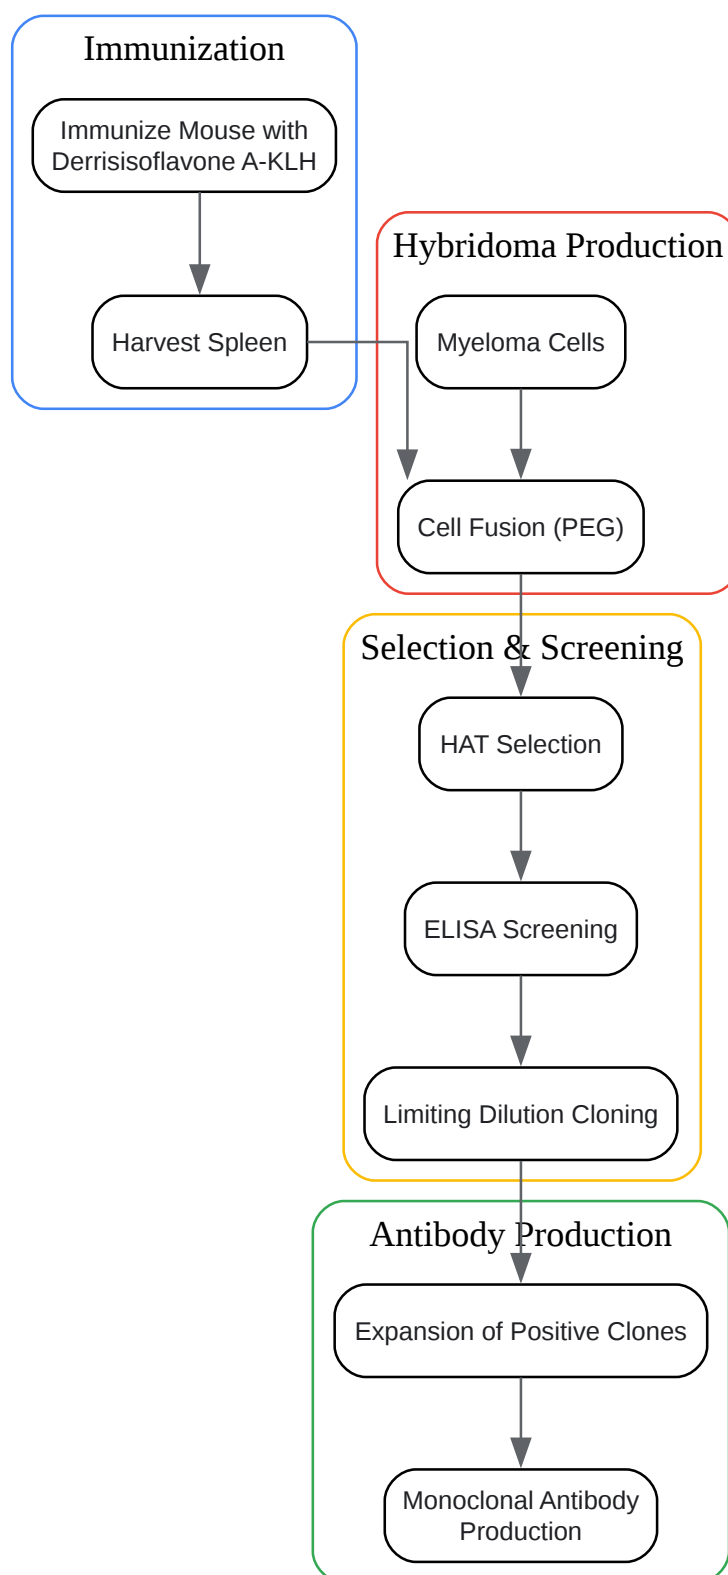 Immunization
Immunize Mouse with
Derrisisoflavone A-KLH
Harvest Spleen
Hybridoma Production
Myeloma Cells
Cell Fusion (PEG)
Selection & Screening
HAT Selection
ELISA Screening
Limiting Dilution Cloning
Antibody Production
Expansion of Positive Clones
Monoclonal Antibody
Production